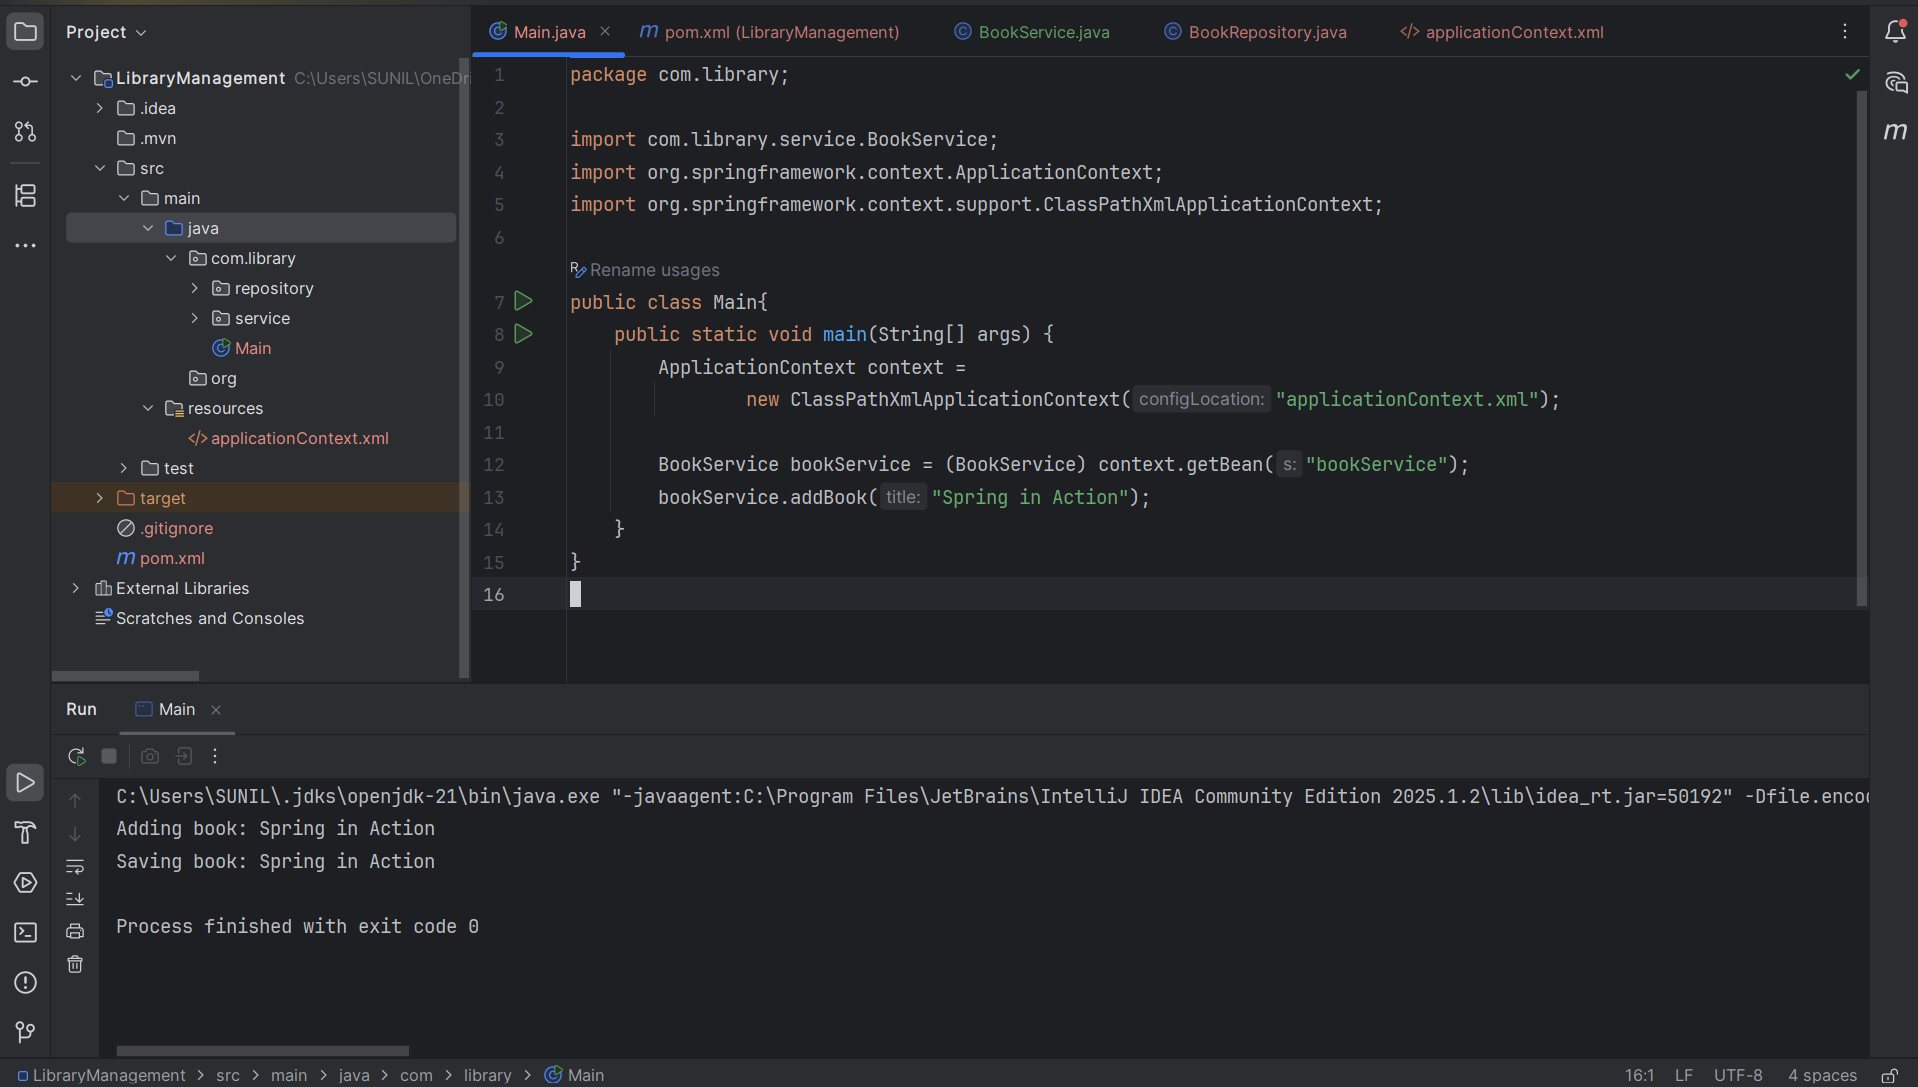 Project
LibraryManagement C:\Users\SUNIL\OneDri
.idea
.mvn
src
main
java
com.library
repository
service
Main
org
resources
applicationContext.xml
test
target
.gitignore
pom.xml
External Libraries
Scratches and Consoles
Main.java pom.xml (LibraryManagement) BookService.java BookRepository.java applicationContext.xml
1 package com.library;
2
3 import com.library.service.BookService;
4 import org.springframework.context.ApplicationContext;
5 import org.springframework.context.support.ClassPathXmlApplicationContext;
6
Rename usages
7 public class Main{
8 public static void main(String[] args) {
9 ApplicationContext context =
10 new ClassPathXmlApplicationContext( configLocation: "applicationContext.xml");
11
12 BookService bookService = (BookService) context.getBean( s: "bookService");
13 bookService.addBook( title: "Spring in Action");
14 }
15 }
16
Run Main
C:\Users\SUNIL\.jdks\openjdk-21\bin\java.exe "-javaagent:C:\Program Files\JetBrains\IntelliJ IDEA Community Edition 2025.1.2\lib\idea_rt.jar=50192" -Dfile.enco
Adding book: Spring in Action
Saving book: Spring in Action
Process finished with exit code 0
LibraryManagement > src > main > java > com > library > Main 16:1 LF UTF-8 4 spaces